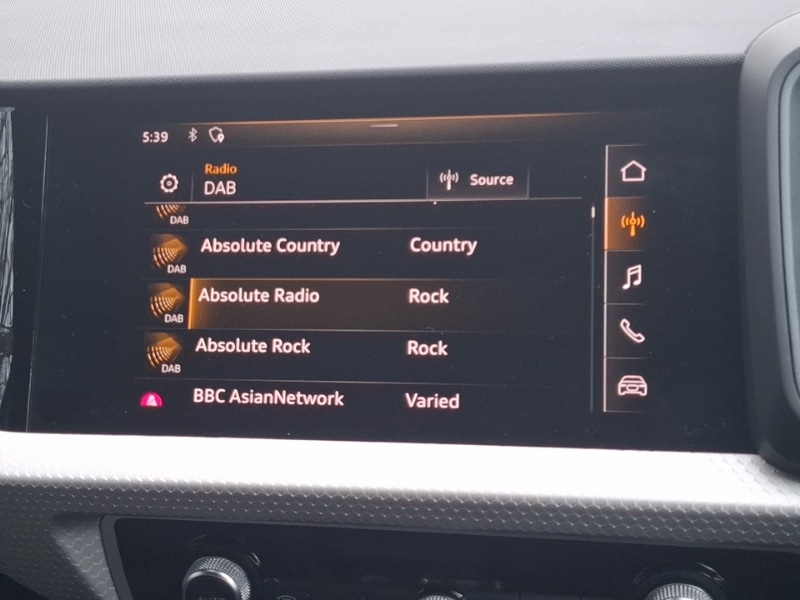 5:39
Radio
DAB
Source
DAB
Absolute Country Country
DAB
Absolute Radio Rock
DAB
Absolute Rock Rock
DAB
BBC AsianNetwork Varied
AUTO